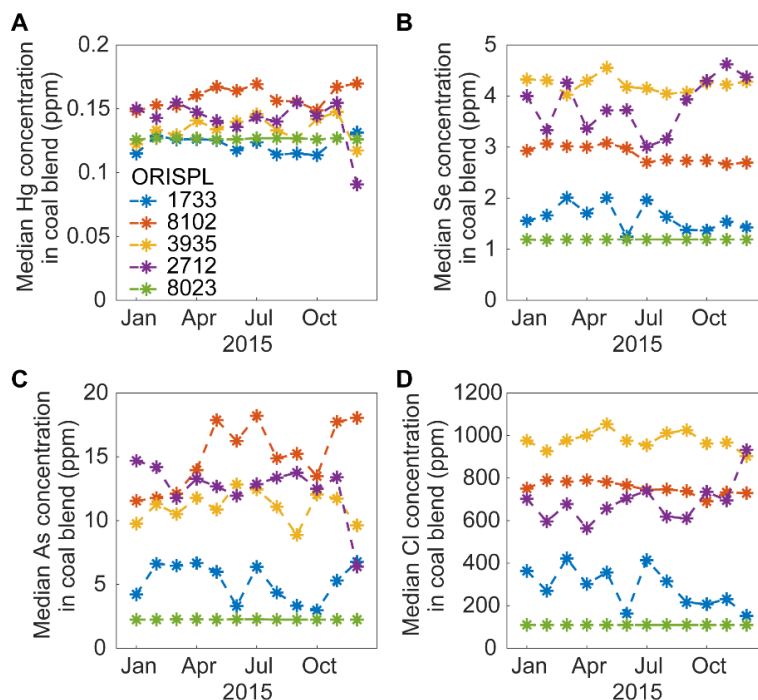 A
Median Hg concentration
in coal blend (ppm)
0.2
0.15
0.1
0.05
0
ORISPL
1733
8102
3935
2712
8023
Jan Apr Jul Oct
2015
B
Median Se concentration
in coal blend (ppm)
5
4
3
2
1
0
Jan Apr Jul Oct
2015
C
Median As concentration
in coal blend (ppm)
20
15
10
5
0
Jan Apr Jul Oct
2015
D
Median Cl concentration
in coal blend (ppm)
1200
1000
800
600
400
200
0
Jan Apr Jul Oct
2015